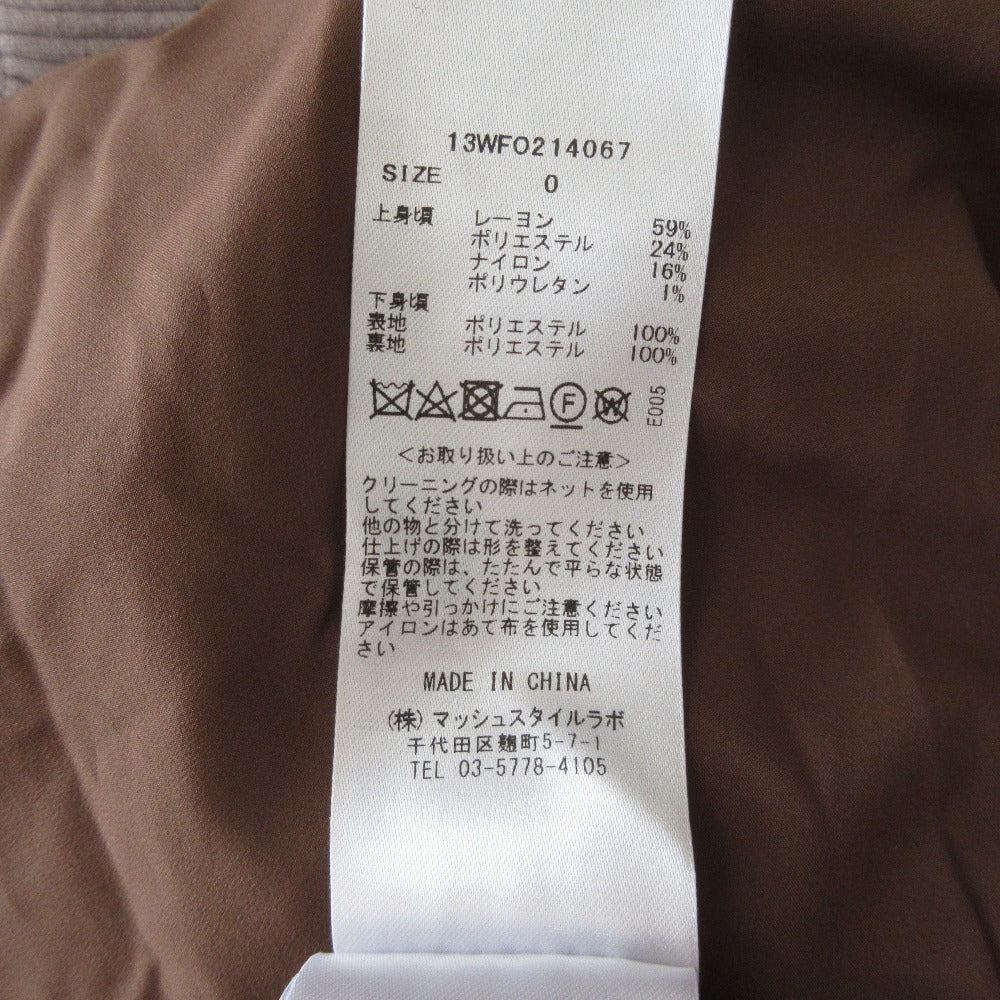 13WFO214067
SIZE 0
上身頃 レーヨン 59%
ポリエステル 24%
ナイロン 16%
ポリウレタン 1%
下身頃
表地 ポリエステル 100%
裏地 ポリエステル 100%
F W E005
<お取り扱い上のご注意>
クリーニングの際はネットを使用
してください
他の物と分けて洗ってください
仕上げの際は形を整えてください
保管の際は、たたんで平らな状態
で保管してください
摩擦や引っかけにご注意ください
アイロンはあて布を使用してくだ
さい
MADE IN CHINA
(株)マッシュスタイルラボ
千代田区麹町5-7-1
TEL 03-5778-4105